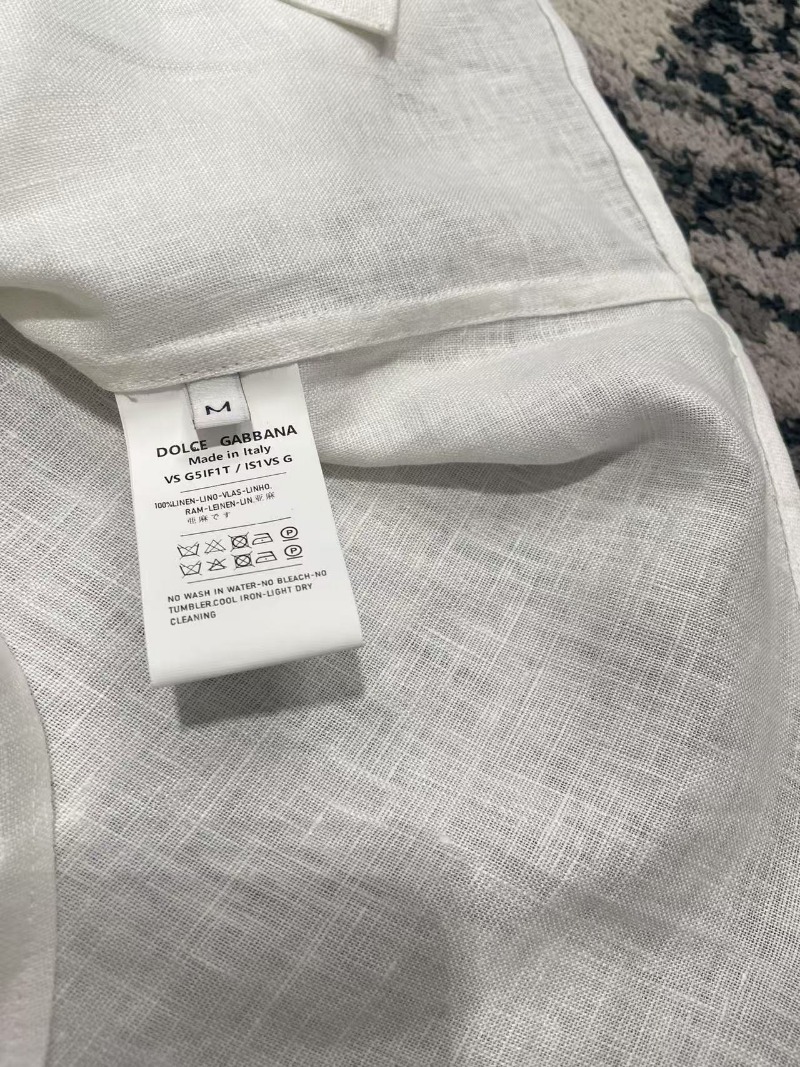 M
DOLCE GABBANA
Made in Italy
VS G5IF1T / IS1VS G
100%LINEN-LINO-VLAS-LINHO.
RAM-LEINEN-LIN.亜麻
亜麻です
P
P
NO WASH IN WATER-NO BLEACH-NO
TUMBLER.COOL IRON-LIGHT DRY
CLEANING